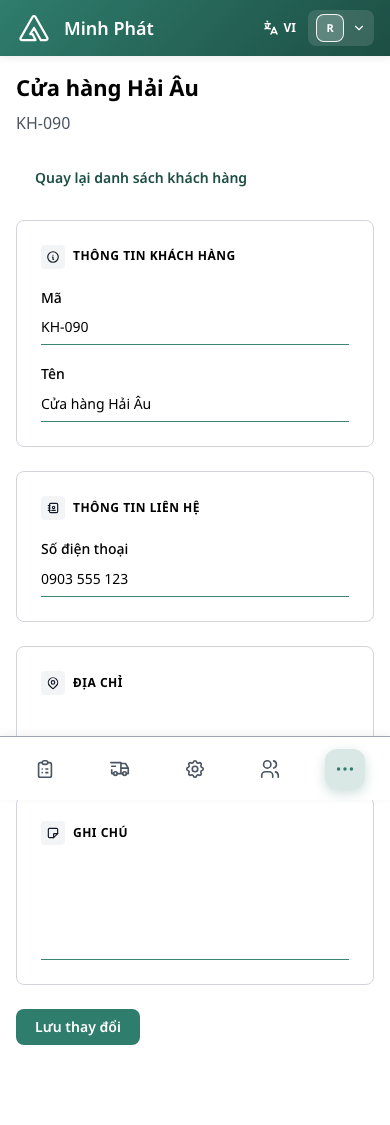 Minh Phát
VI
R
Cửa hàng Hải Âu
KH-090
Quay lại danh sách khách hàng
THÔNG TIN KHÁCH HÀNG
Mã
KH-090
Tên
Cửa hàng Hải Âu
THÔNG TIN LIÊN HỆ
Số điện thoại
0903 555 123
ĐỊA CHỈ
GHI CHÚ
Lưu thay đổi